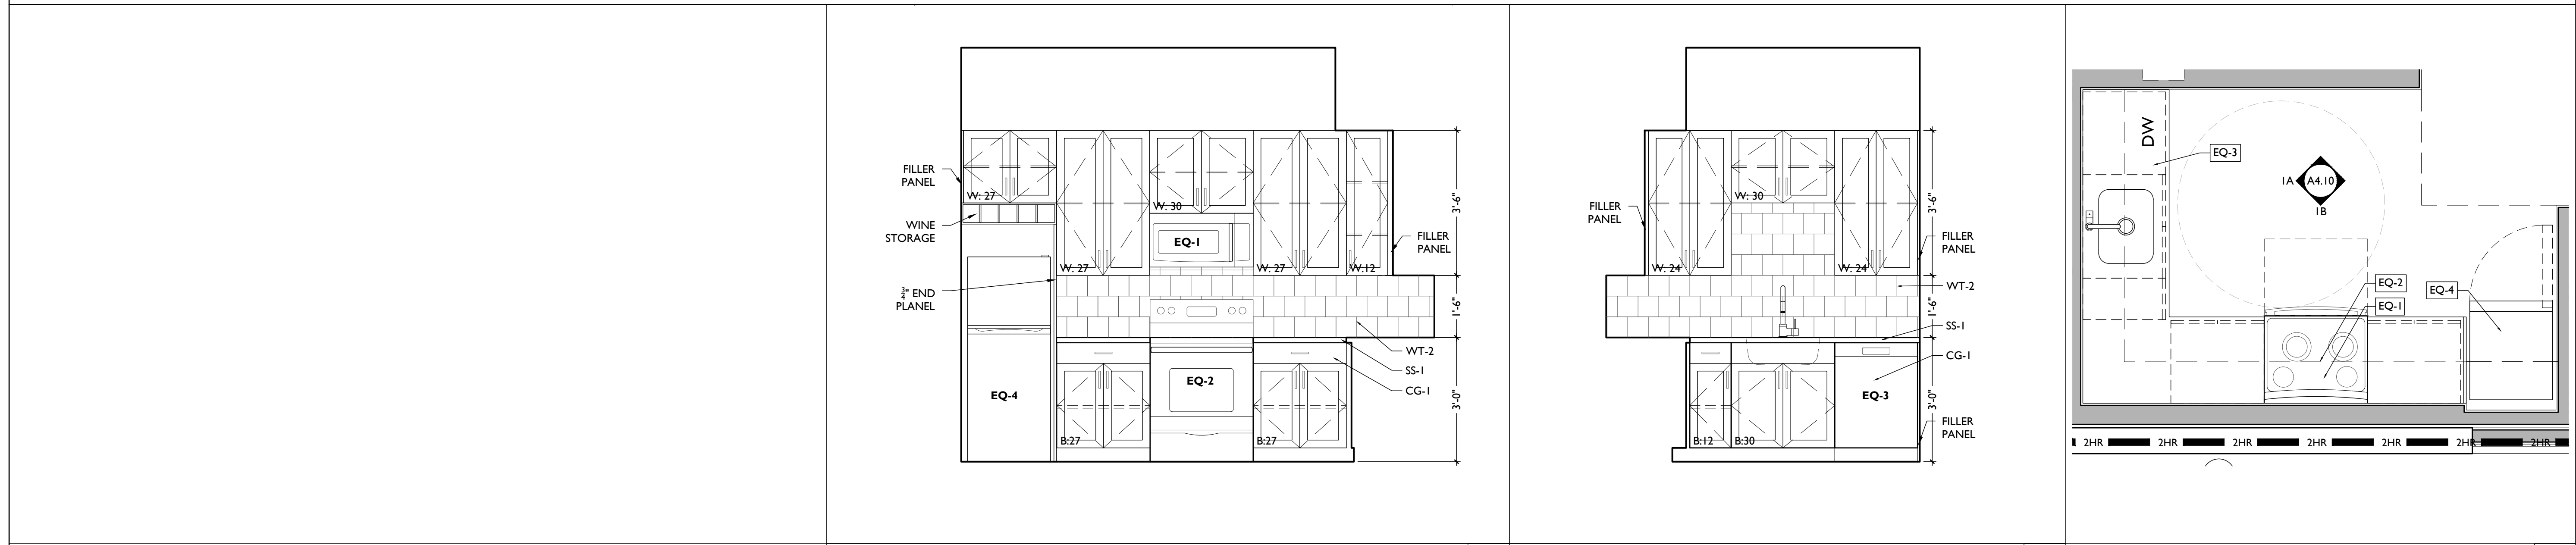 FILLER
PANEL
WINE
STORAGE
3/4" END
PLANEL
W: 27
W: 27
W: 30
W: 27
W:12
EQ-1
EQ-2
EQ-4
B:27
B:27
FILLER
PANEL
WT-2
SS-1
CG-1
3'-6"
1'-6"
3'-0"
FILLER
PANEL
W: 24
W: 30
W: 24
B:12
B:30
EQ-3
FILLER
PANEL
WT-2
SS-1
CG-1
FILLER
PANEL
3'-6"
1'-6"
3'-0"
DW
EQ-3
1A
A4.10
1B
EQ-2
EQ-1
EQ-4
2HR 2HR 2HR 2HR 2HR 2HR 2HR